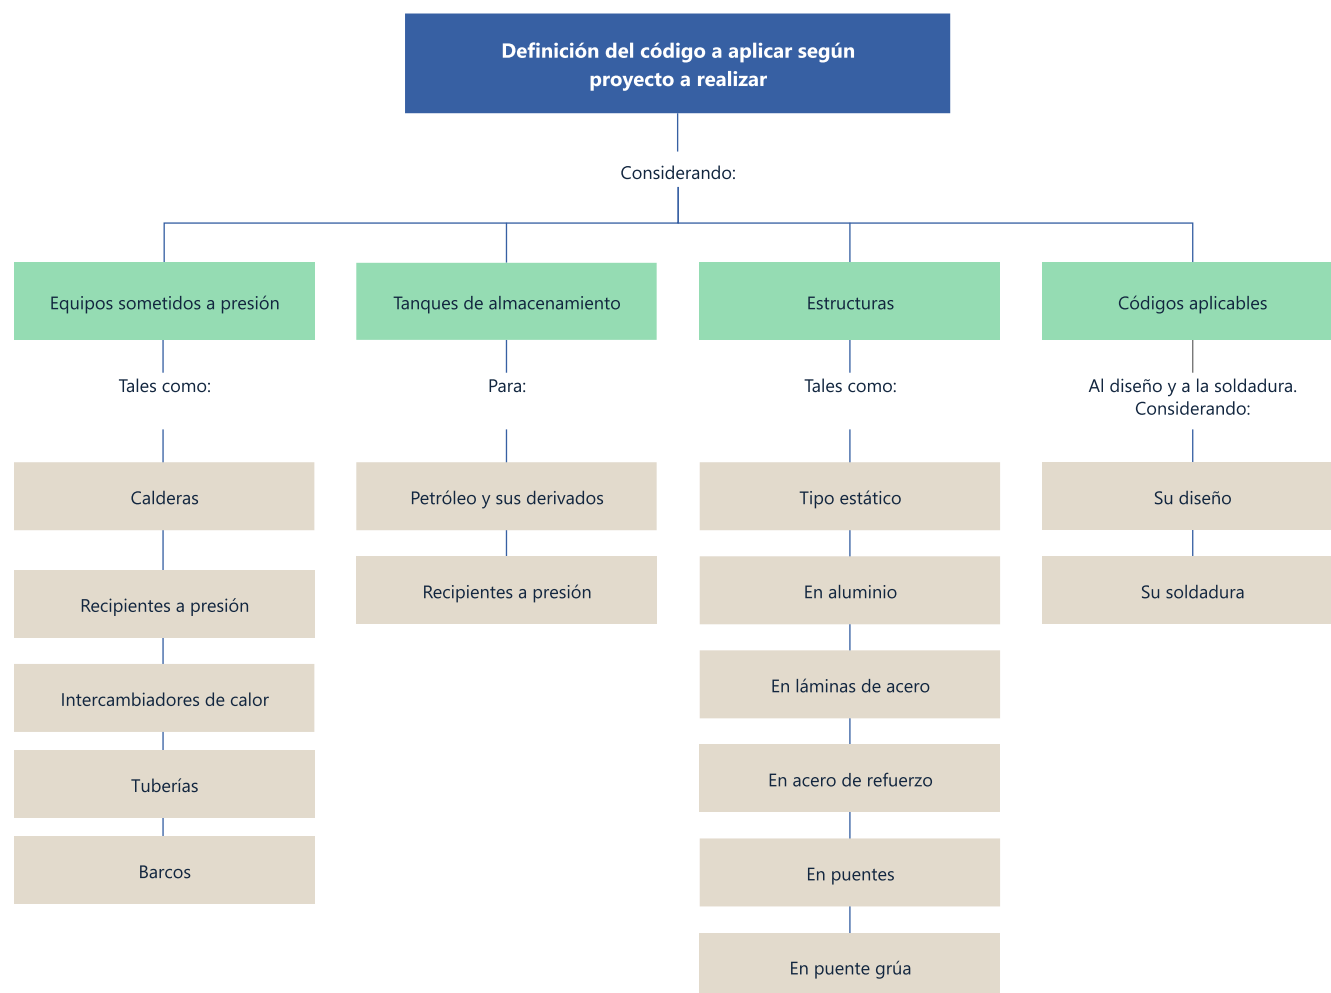 Definición del código a aplicar según
proyecto a realizar
Considerando:
Equipos sometidos a presión
Tales como:
Calderas
Recipientes a presión
Intercambiadores de calor
Tuberías
Barcos
Tanques de almacenamiento
Para:
Petróleo y sus derivados
Recipientes a presión
Estructuras
Tales como:
Tipo estático
En aluminio
En láminas de acero
En acero de refuerzo
En puentes
En puente grúa
Códigos aplicables
Al diseño y a la soldadura.
Considerando:
Su diseño
Su soldadura